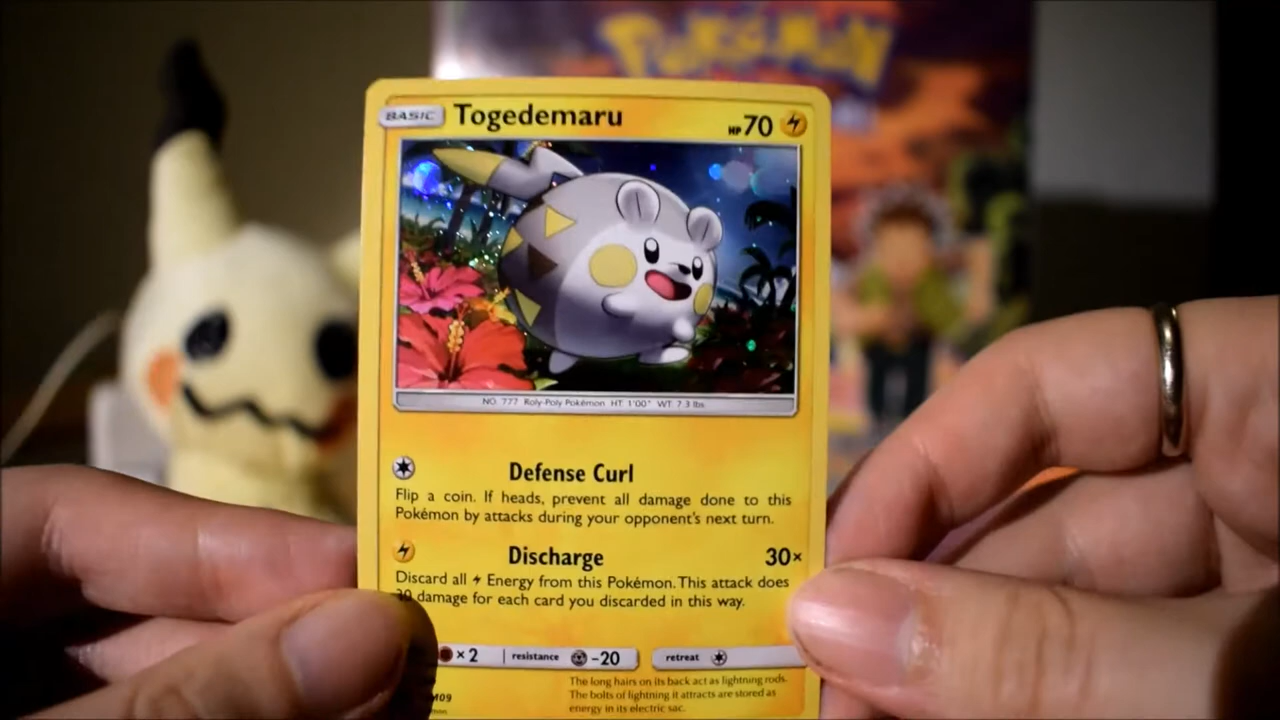 Pokémon
BASIC Togedemaru HP 70
NO. 777 Roly-Poly Pokémon HT: 1'00" WT: 7.3 lbs.
Defense Curl
Flip a coin. If heads, prevent all damage done to this
Pokémon by attacks during your opponent's next turn.
Discharge 30×
Discard all Energy from this Pokémon. This attack does
30 damage for each card you discarded in this way.
×2 resistance -20 retreat
The long hairs on its back act as lightning rods.
The bolts of lightning it attracts are stored as
energy in its electric sac.